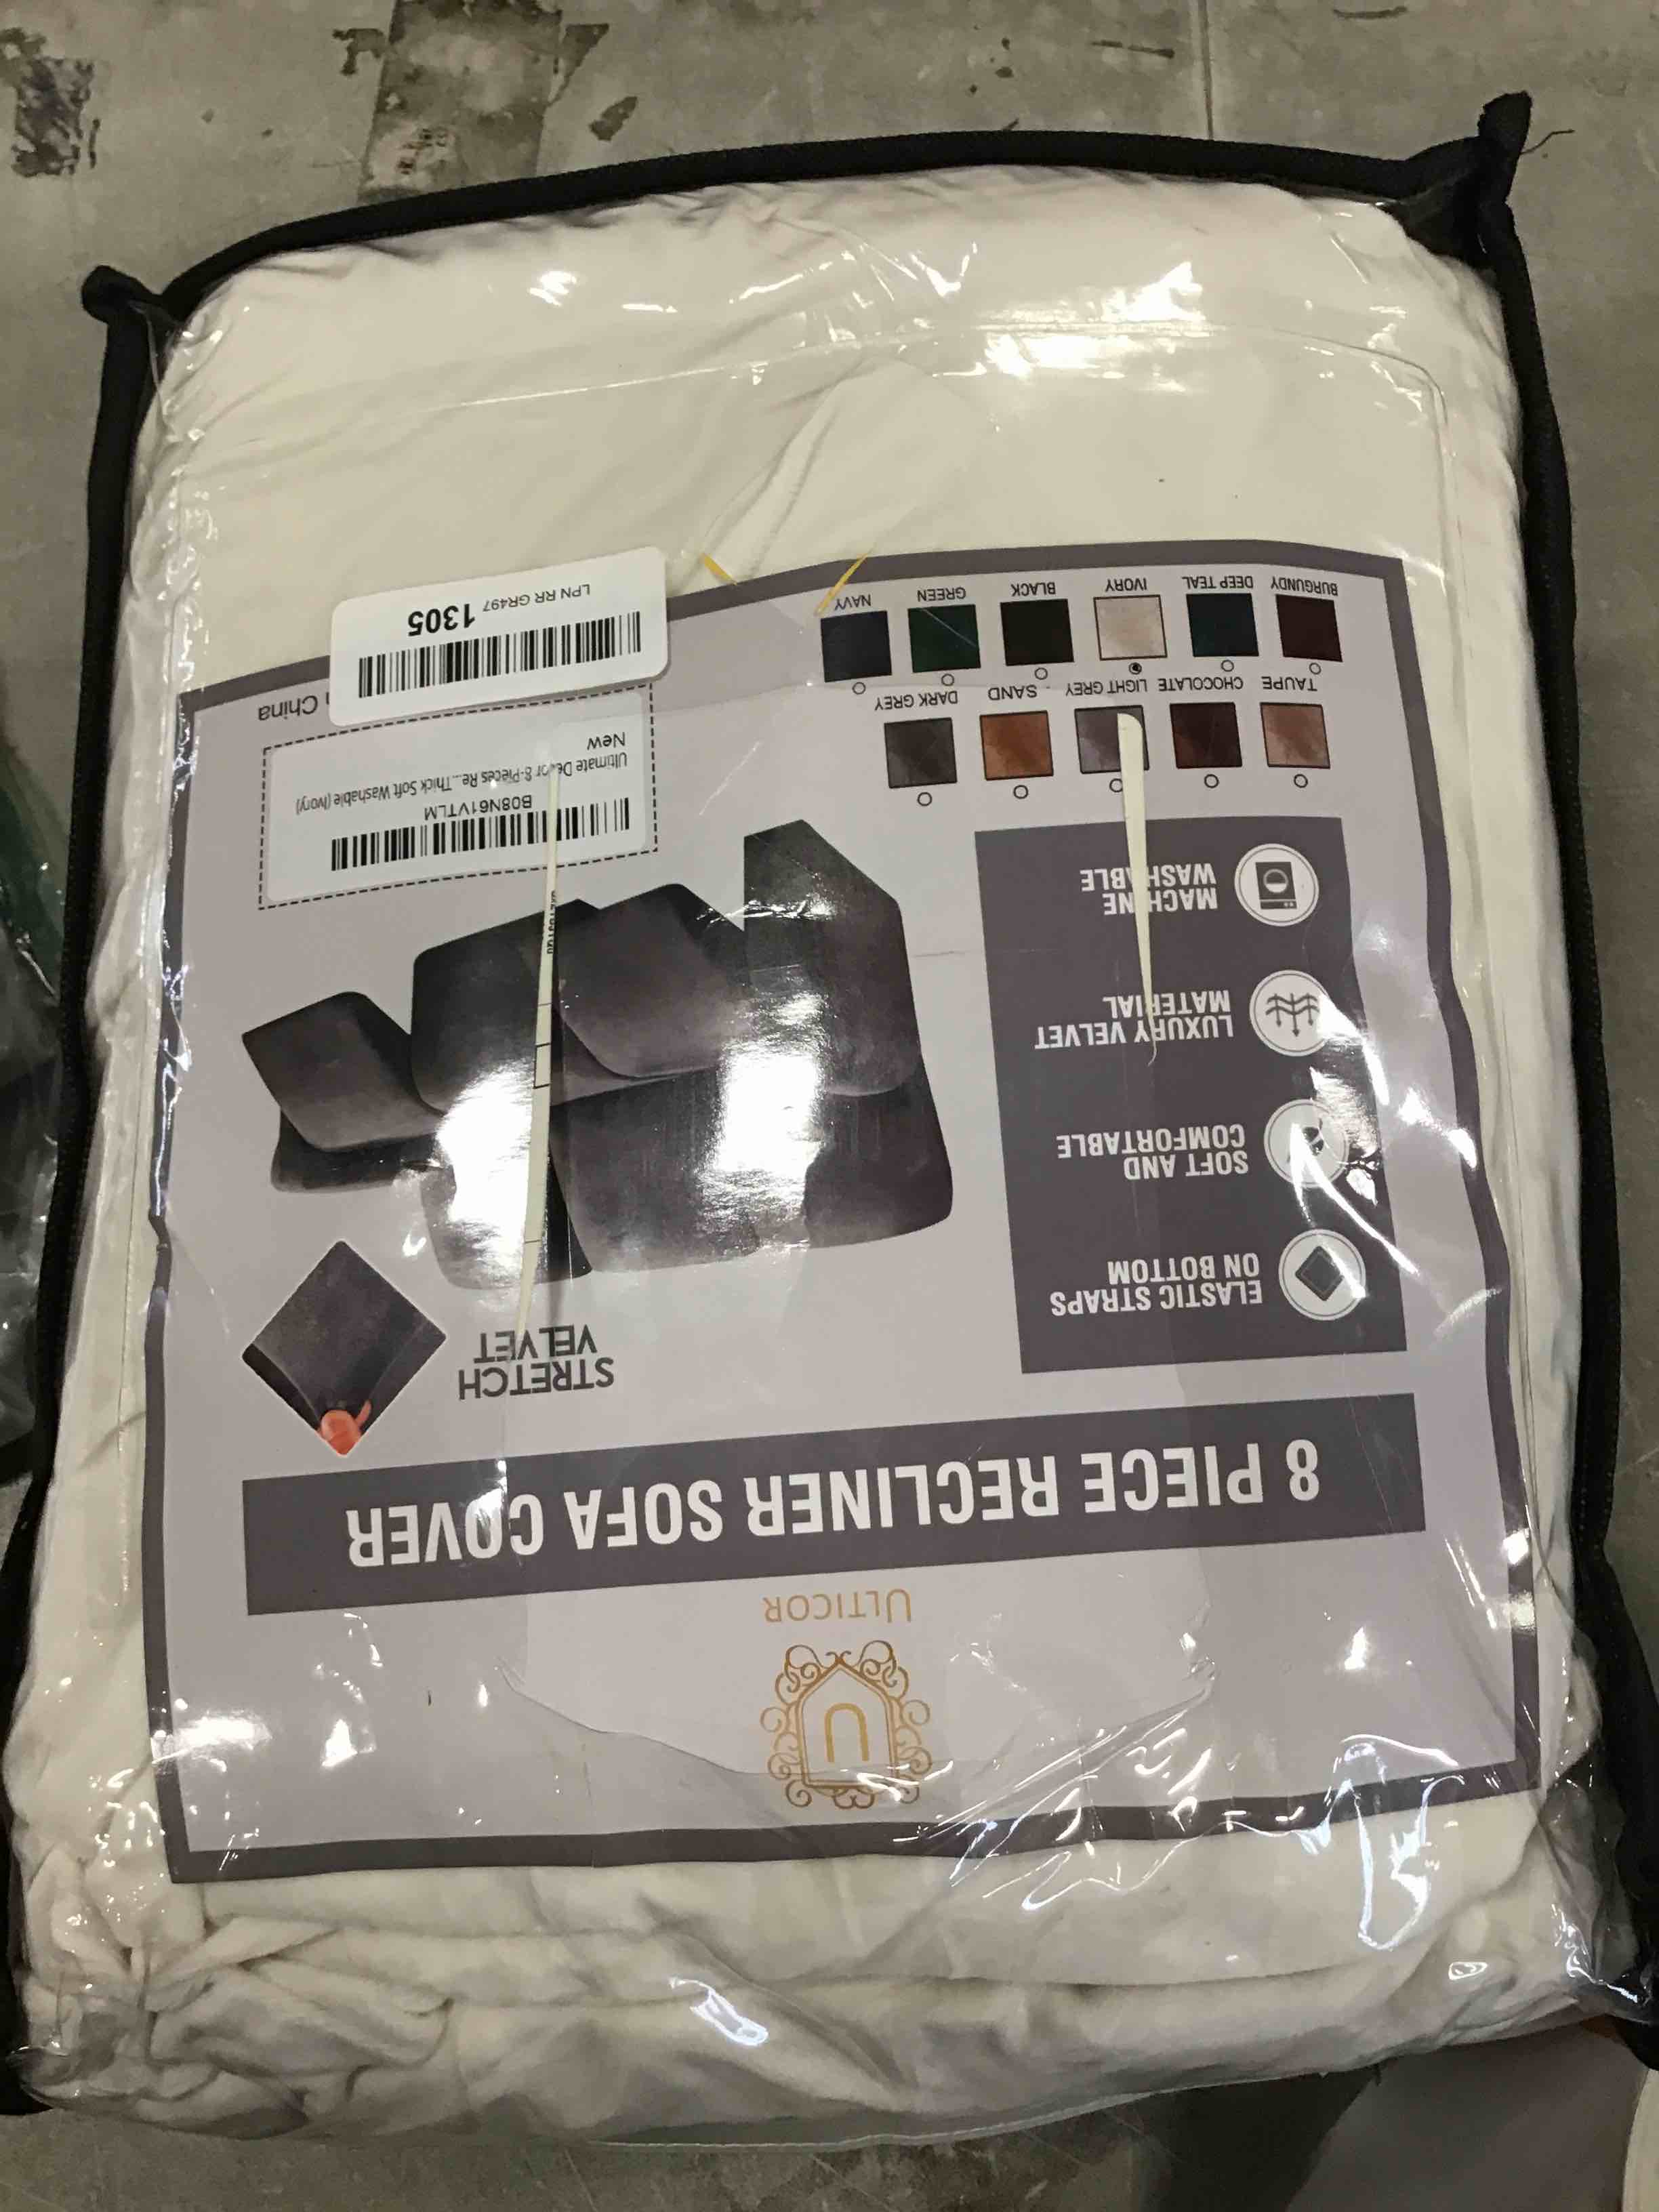 U
ULTICOR
8 PIECE RECLINER SOFA COVER
STRETCH
VELVET
ELASTIC STRAPS
ON BOTTOM
SOFT AND
COMFORTABLE
LUXURY VELVET
MATERIAL
MACHINE
WASHABLE
TAUPE CHOCOLATE LIGHT GREY SAND DARK GREY
BURGUNDY DEEP TEAL IVORY BLACK GREEN NAVY
B08N61VTLM
Ultimate Decor 8-Pieces Re...Thick Soft Washable (Ivory)
New
China
1305
LPN RR GR497